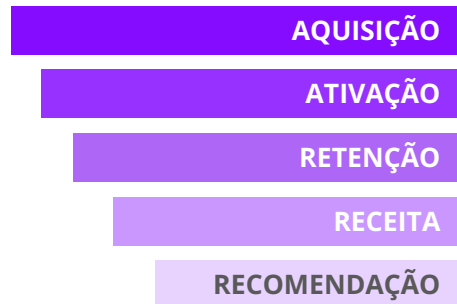 AQUISIÇÃO
ATIVAÇÃO
RETENÇÃO
RECEITA
RECOMENDAÇÃO